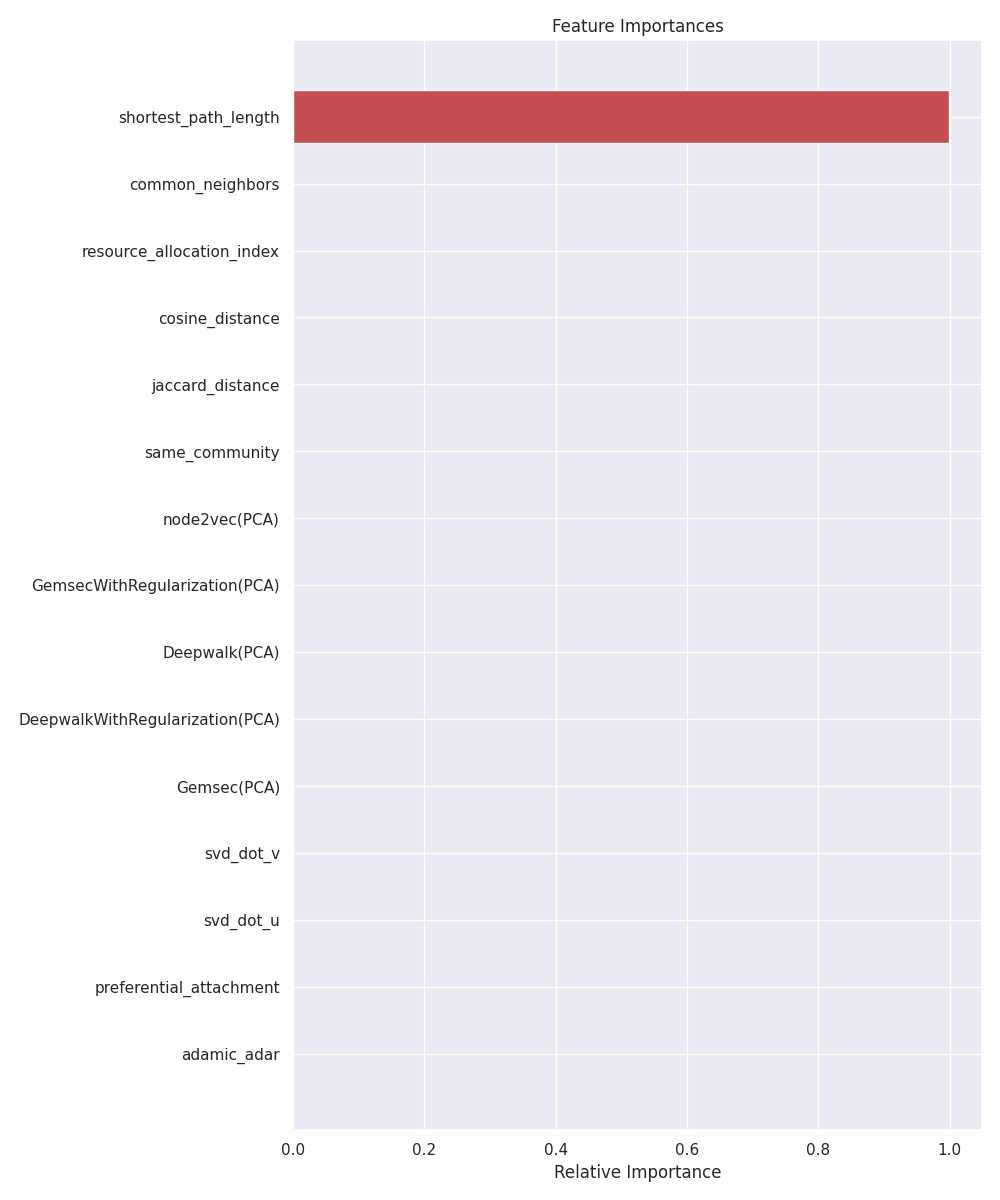 Feature Importances
shortest_path_length
common_neighbors
resource_allocation_index
cosine_distance
jaccard_distance
same_community
node2vec(PCA)
GemsecWithRegularization(PCA)
Deepwalk(PCA)
DeepwalkWithRegularization(PCA)
Gemsec(PCA)
svd_dot_v
svd_dot_u
preferential_attachment
adamic_adar
0.0 0.2 0.4 0.6 0.8 1.0
Relative Importance